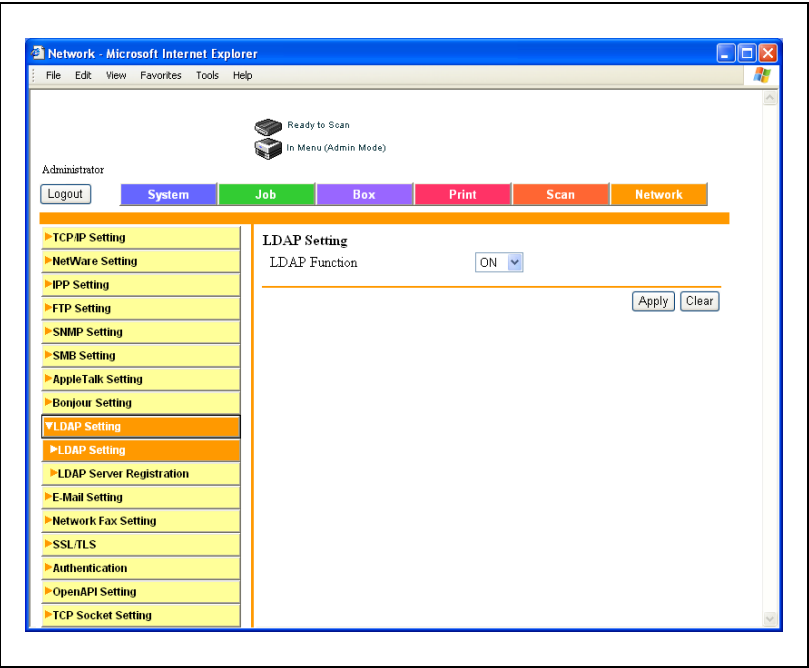 Network - Microsoft Internet Explorer
File Edit View Favorites Tools Help
Ready to Scan
In Menu (Admin Mode)
Administrator
Logout System Job Box Print Scan Network
TCP/IP Setting
NetWare Setting
IPP Setting
FTP Setting
SNMP Setting
SMB Setting
AppleTalk Setting
Bonjour Setting
LDAP Setting
LDAP Setting
LDAP Server Registration
E-Mail Setting
Network Fax Setting
SSL/TLS
Authentication
OpenAPI Setting
TCP Socket Setting
LDAP Setting
LDAP Function ON
Apply Clear